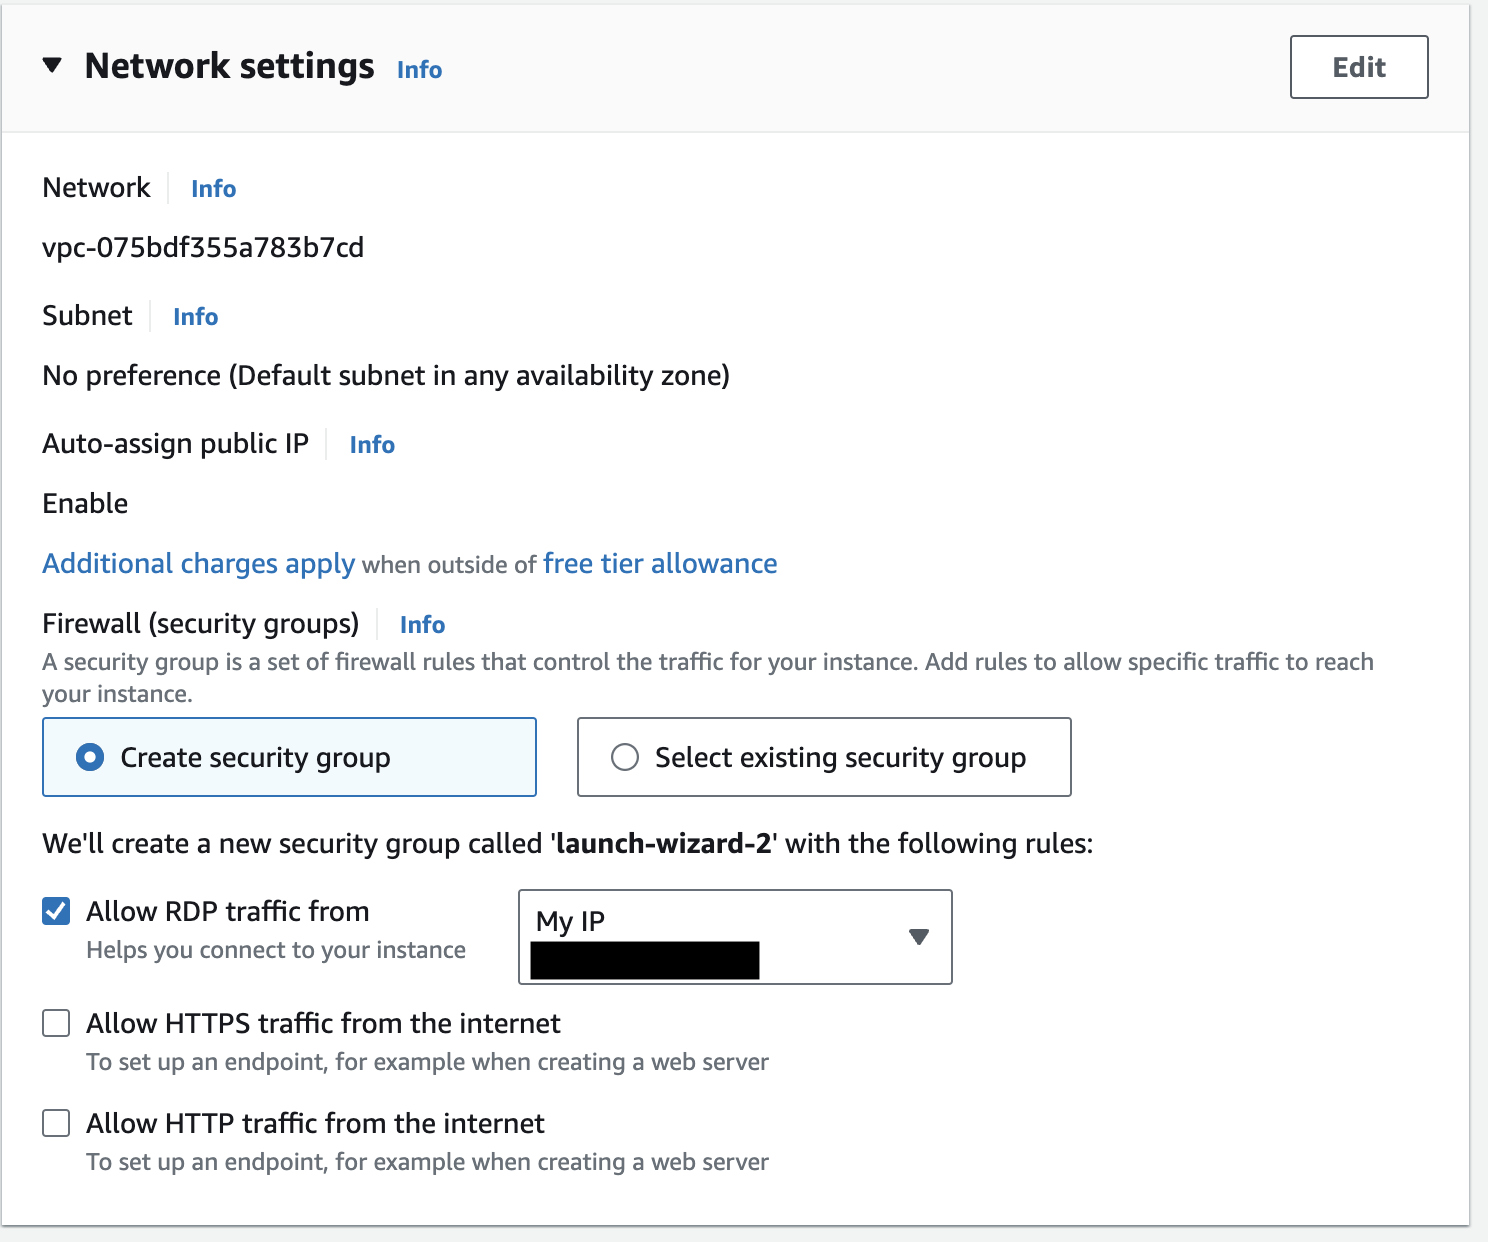 Network settings Info
Edit
Network Info
vpc-075bdf355a783b7cd
Subnet Info
No preference (Default subnet in any availability zone)
Auto-assign public IP Info
Enable
Additional charges apply when outside of free tier allowance
Firewall (security groups) Info
A security group is a set of firewall rules that control the traffic for your instance. Add rules to allow specific traffic to reach
your instance.
Create security group
Select existing security group
We'll create a new security group called 'launch-wizard-2' with the following rules:
Allow RDP traffic from
Helps you connect to your instance
My IP
Allow HTTPS traffic from the internet
To set up an endpoint, for example when creating a web server
Allow HTTP traffic from the internet
To set up an endpoint, for example when creating a web server